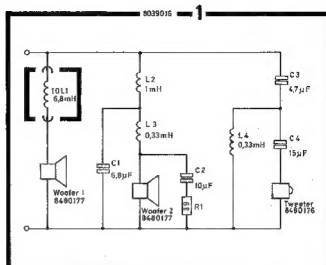 8039016
1
10L1
6,8mH
L2
1mH
C3
4,7μF
L3
0,33mH
L4
0,33mH
C4
15μF
C1
6,8μF
C2
10μF
R1
Woofer 1
8480177
Woofer 2
8480177
Tweeter
8480176